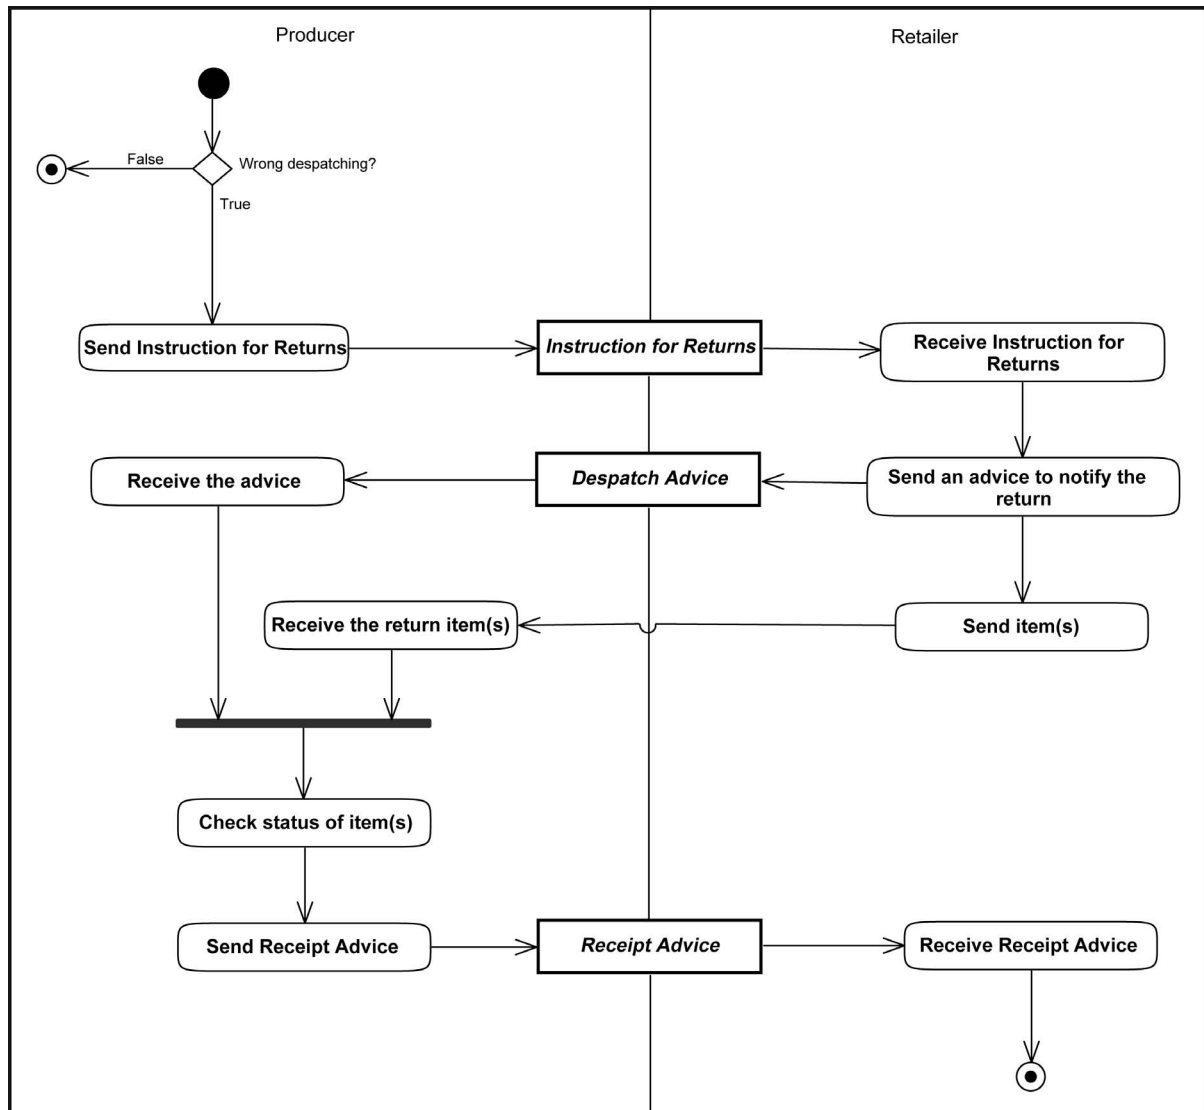 Producer
Retailer
False
Wrong despatching?
True
Send Instruction for Returns
Instruction for Returns
Receive Instruction for
Returns
Receive the advice
Despatch Advice
Send an advice to notify the
return
Receive the return item(s)
Send item(s)
Check status of item(s)
Send Receipt Advice
Receipt Advice
Receive Receipt Advice